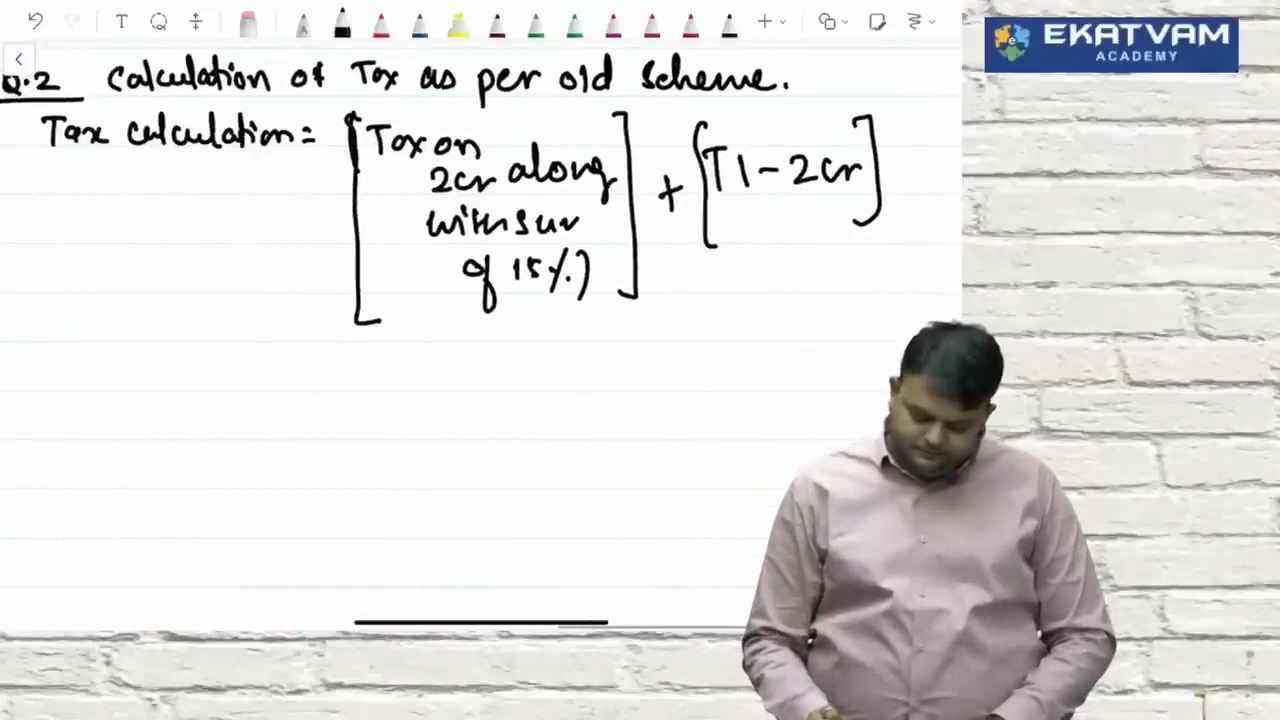 EKATVAM
ACADEMY
Q.2 Calculation of Tax as per old scheme.
Tax calculation = [Tax on 2cr along with sur of 15%)] + [TI - 2cr]